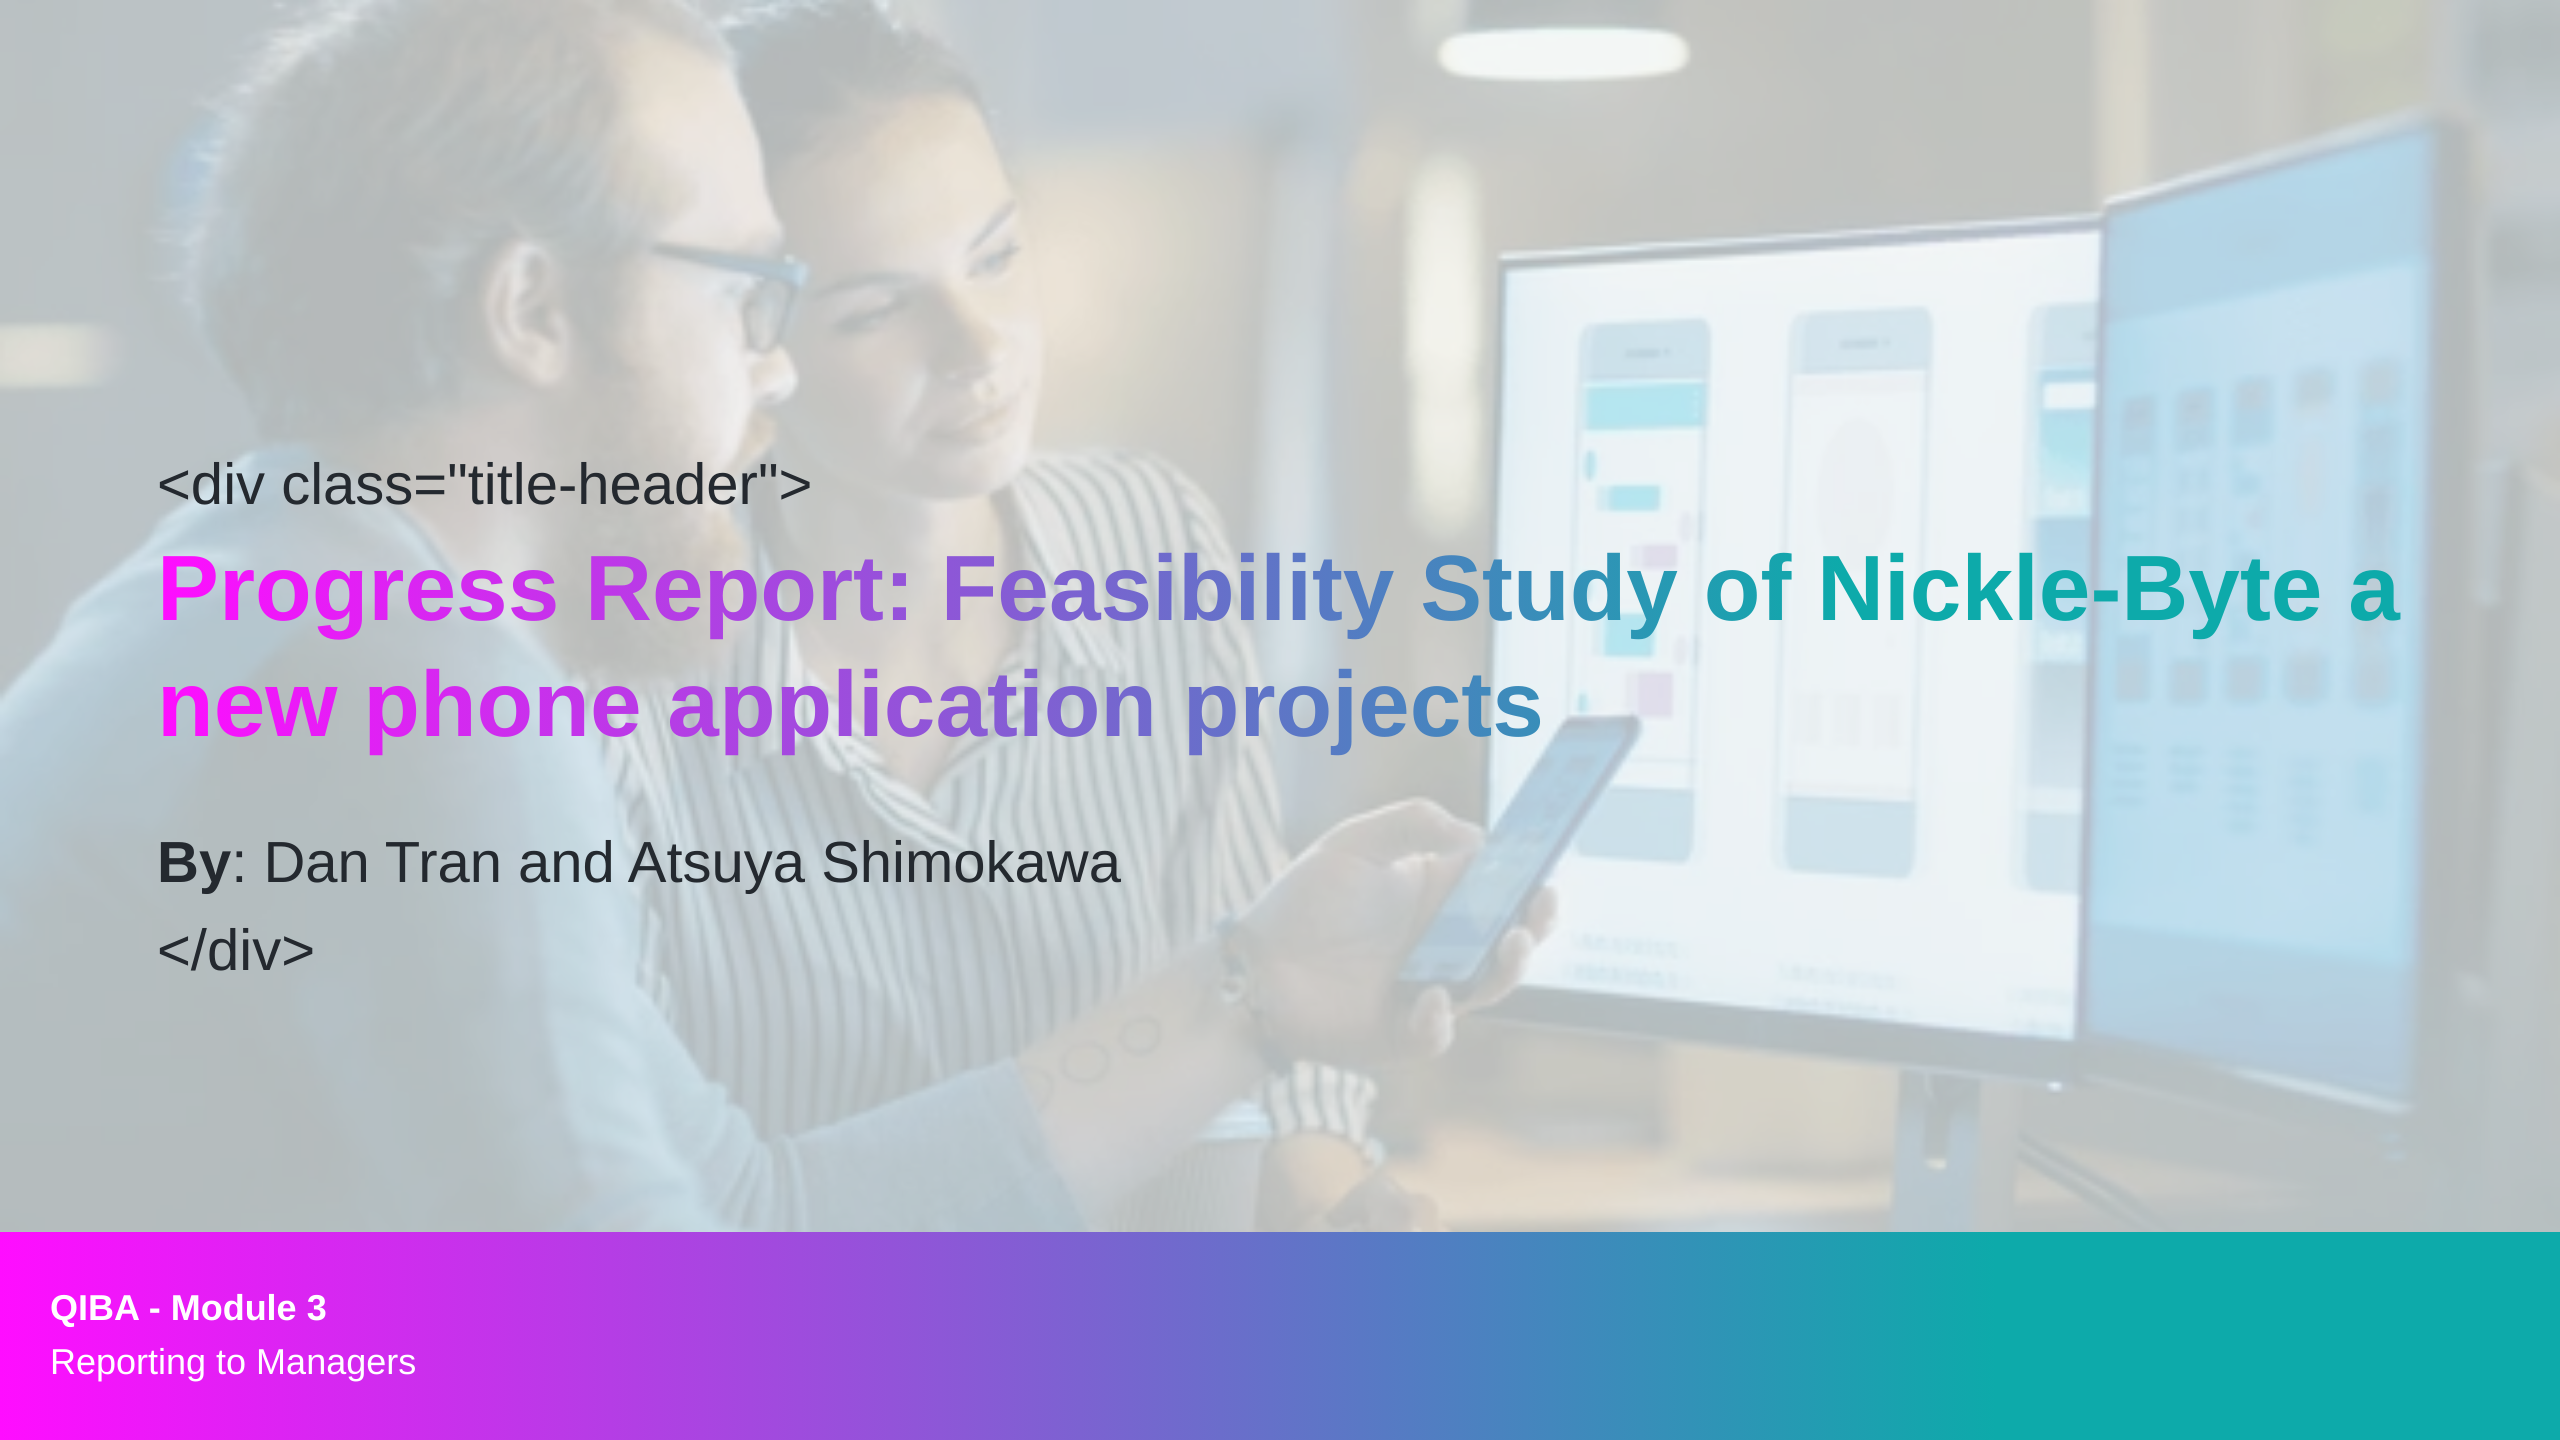 <div class="title-header">
Progress Report: Feasibility Study of Nickle-Byte a
new phone application projects
By: Dan Tran and Atsuya Shimokawa
</div>
QIBA - Module 3
Reporting to Managers